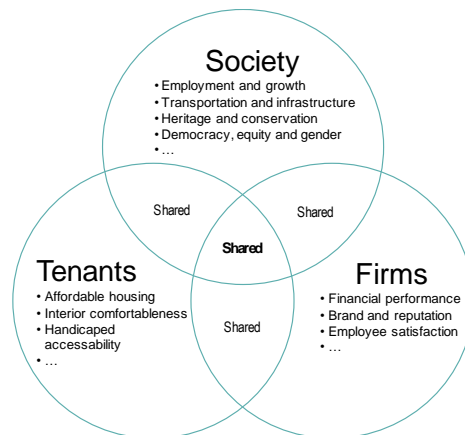 Society
• Employment and growth
• Transportation and infrastructure
• Heritage and conservation
• Democracy, equity and gender
• ...
Shared
Shared
Shared
Tenants
• Affordable housing
• Interior comfortableness
• Handicaped
accessability
• ...
Firms
• Financial performance
• Brand and reputation
• Employee satisfaction
• ...
Shared